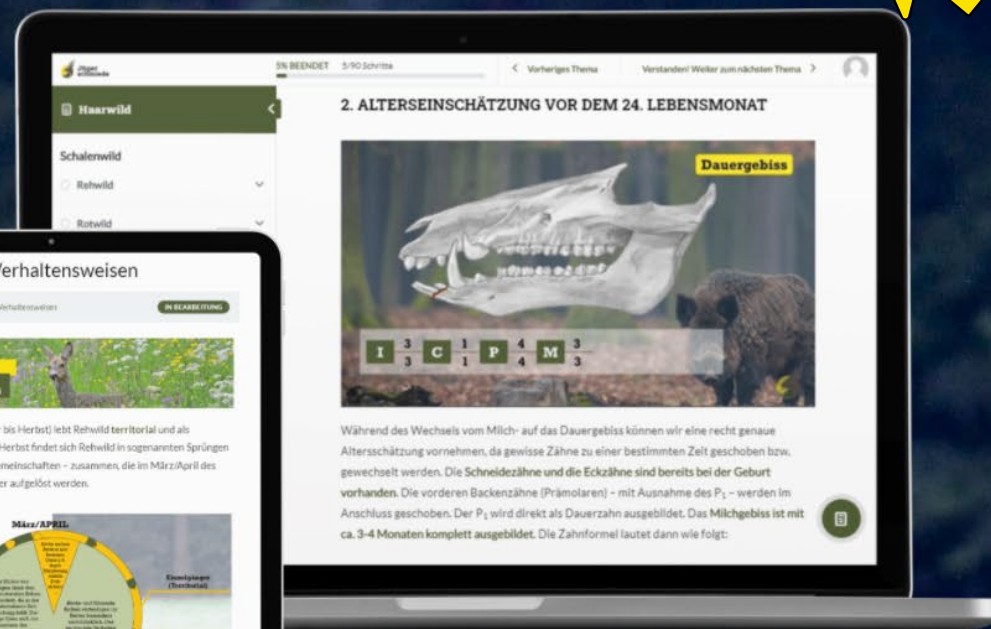 Jäger
5% BEENDET 5/90 Schritte
Vorheriges Thema
Verstanden! Weiter zum nächsten Thema
Haarwild
Schalenwild
Rehwild
Rotwild
2. ALTERSEINSCHÄTZUNG VOR DEM 24. LEBENSMONAT
Dauergebiss
I 3/3 C 1/1 P 4/4 M 3/3
Während des Wechsels vom Milch- auf das Dauergebiss können wir eine recht genaue
Altersschätzung vornehmen, da gewisse Zähne zu einer bestimmten Zeit geschoben bzw.
gewechselt werden. Die Schneidezähne und die Eckzähne sind bereits bei der Geburt
vorhanden. Die vorderen Backenzähne (Prämolaren) – mit Ausnahme des P₁ – werden im
Anschluss geschoben. Der P₁ wird direkt als Dauerzahn ausgebildet. Das Milchgebiss ist mit
ca. 3-4 Monaten komplett ausgebildet. Die Zahnformel lautet dann wie folgt:
Verhaltensweisen
Verhaltensweisen
IN BEARBEITUNG
bis Herbst) lebt Rehwild territorial und als
Herbst findet sich Rehwild in sogenannten Sprüngen
meinschaften – zusammen, die im März/April des
er aufgelöst werden.
März/APRIL
Einzelgänger
(Territorial)